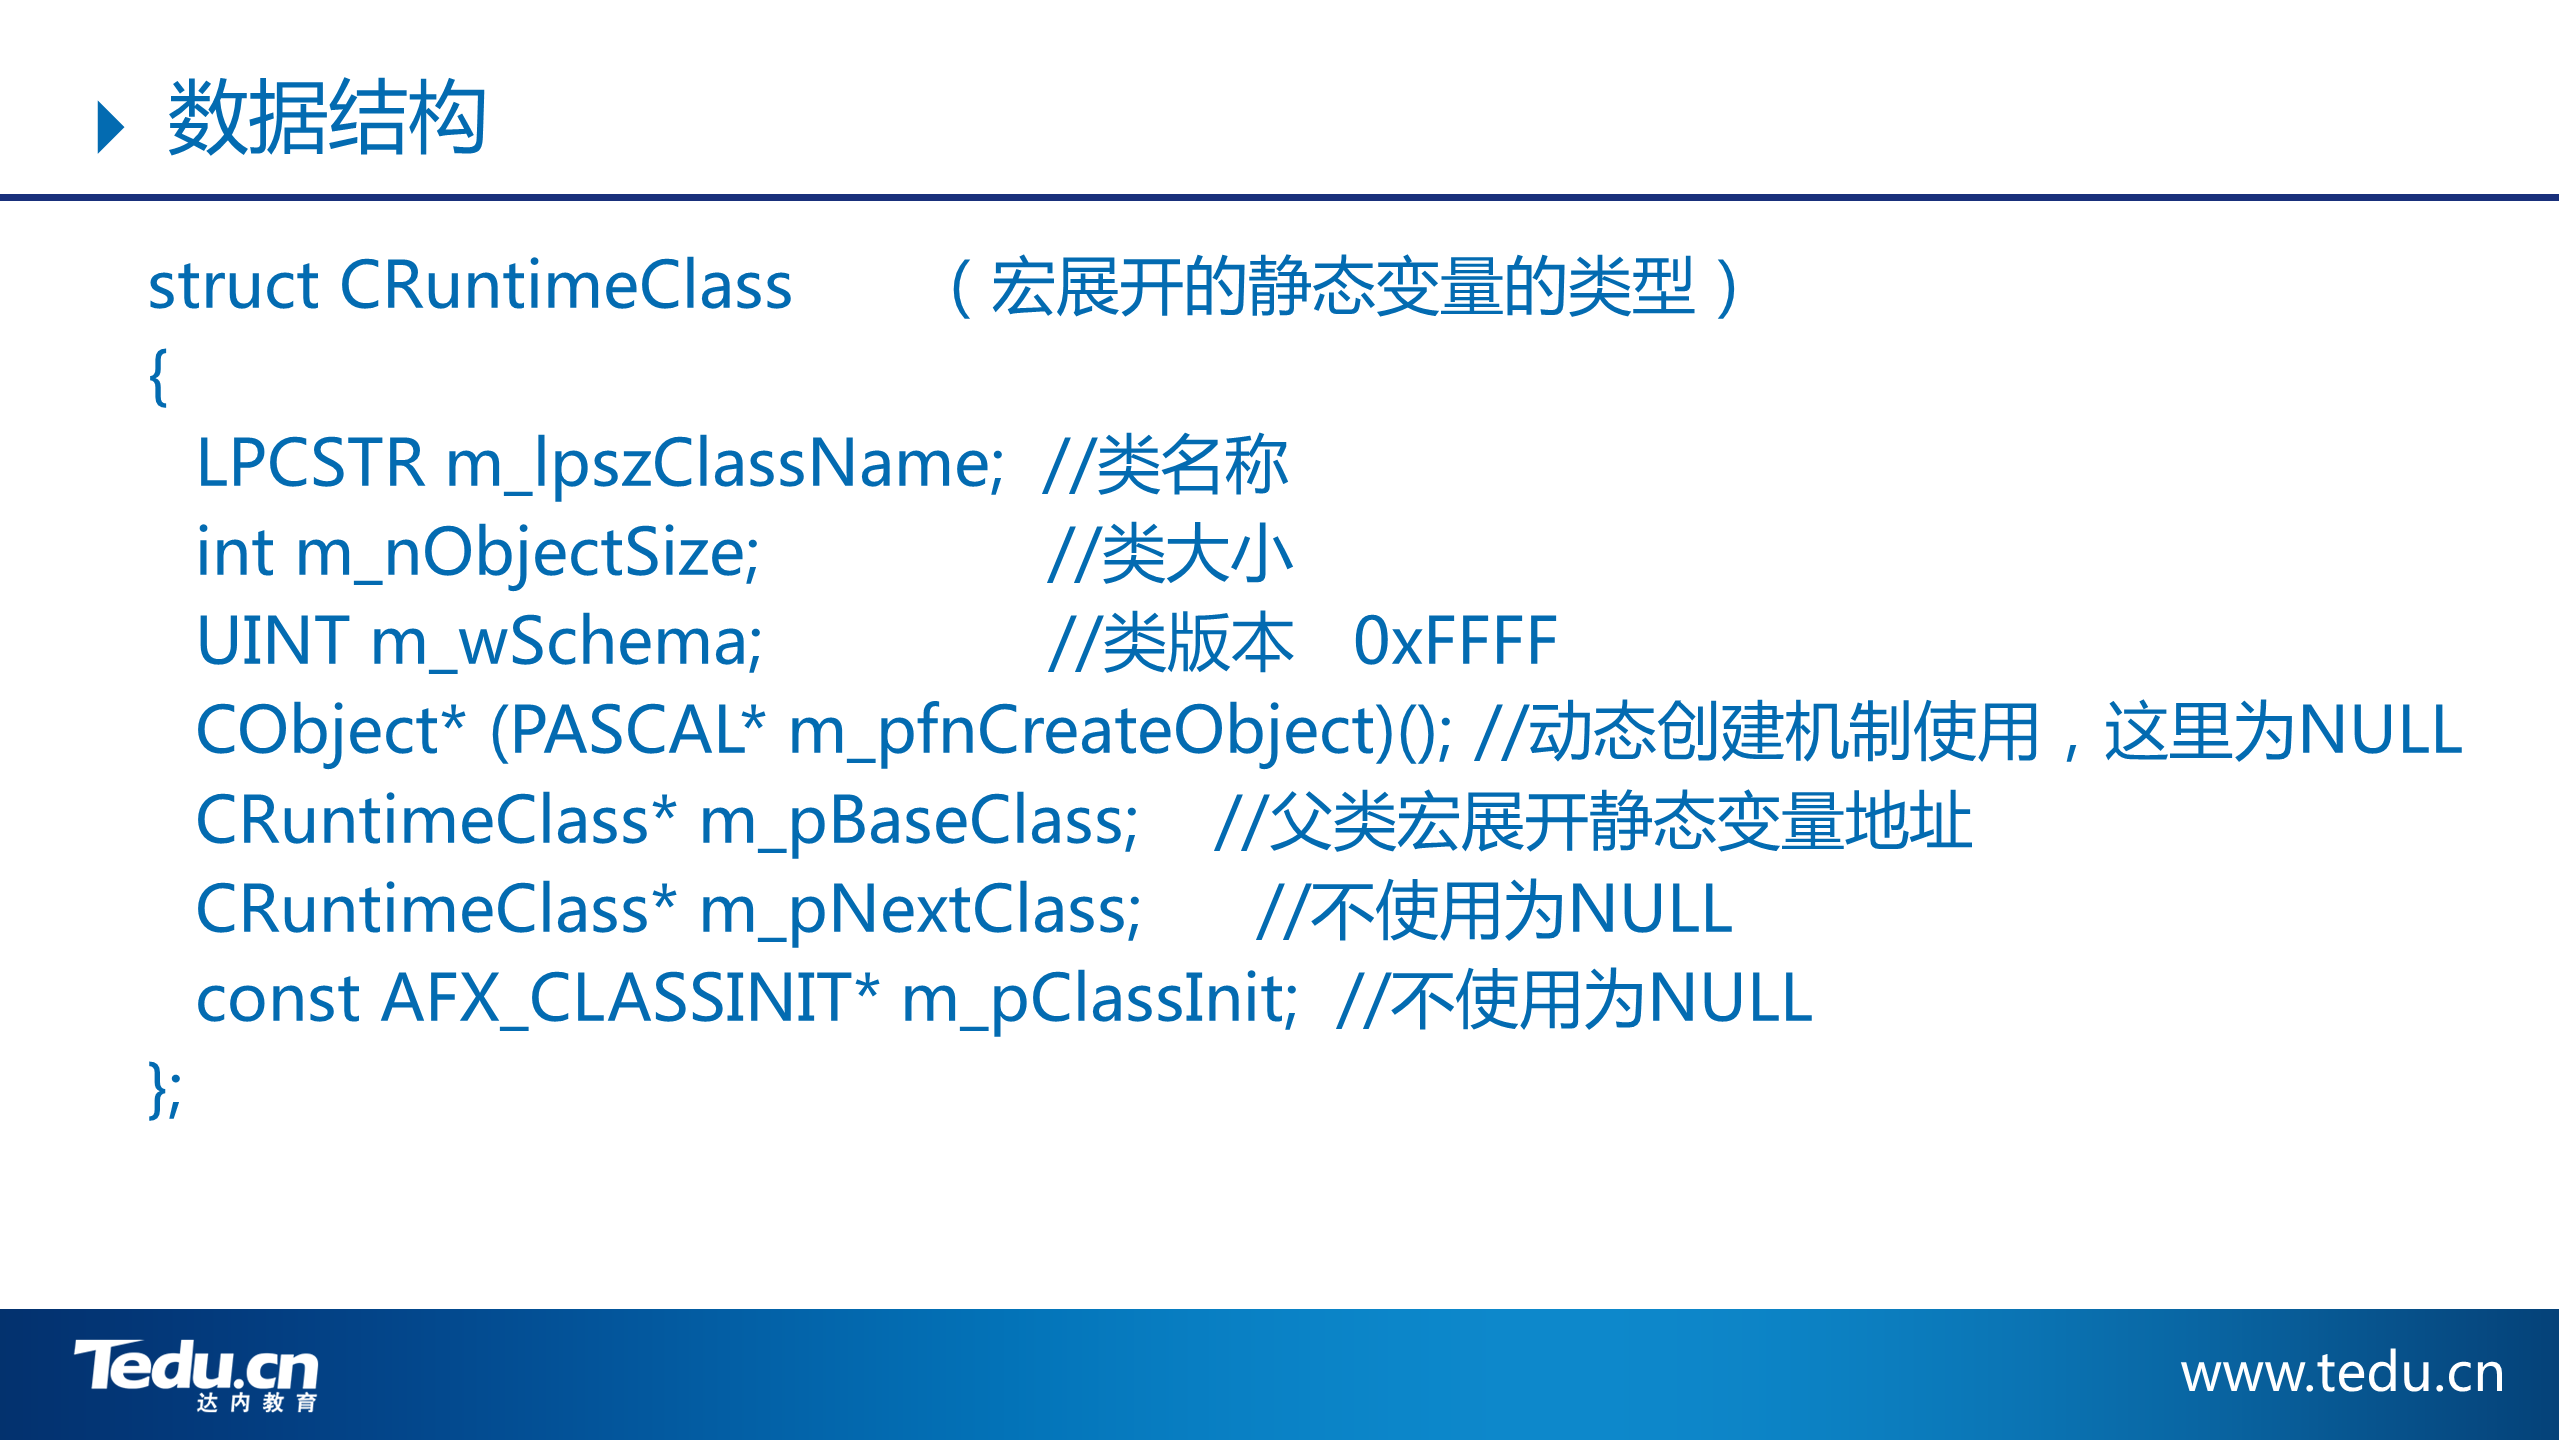 数据结构
struct CRuntimeClass （宏展开的静态变量的类型）
{
LPCSTR m_lpszClassName; //类名称
int m_nObjectSize; //类大小
UINT m_wSchema; //类版本 0xFFFF
CObject* (PASCAL* m_pfnCreateObject)(); //动态创建机制使用，这里为NULL
CRuntimeClass* m_pBaseClass; //父类宏展开静态变量地址
CRuntimeClass* m_pNextClass; //不使用为NULL
const AFX_CLASSINIT* m_pClassInit; //不使用为NULL
};
Tedu.cn
达内教育
www.tedu.cn